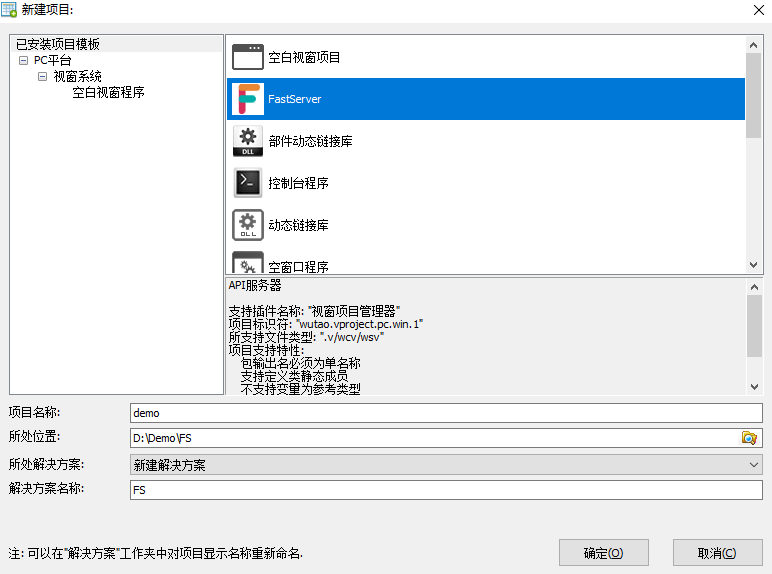 新建项目:
已安装项目模板
PC平台
视窗系统
空白视窗程序
空白视窗项目
FastServer
部件动态链接库
DLL
控制台程序
动态链接库
DLL
空窗口程序
API服务器
支持插件名称: "视窗项目管理器"
项目标识符: "wutao.vproject.pc.win.1"
所支持文件类型: ".v/wcv/wsv"
项目支持特性:
包输出名必须为单名称
支持定义类静态成员
不支持变量为参考类型
项目名称:
demo
所处位置:
D:\Demo\FS
所处解决方案:
新建解决方案
解决方案名称:
FS
注: 可以在"解决方案"工作夹中对项目显示名称重新命名.
确定(O)
取消(C)